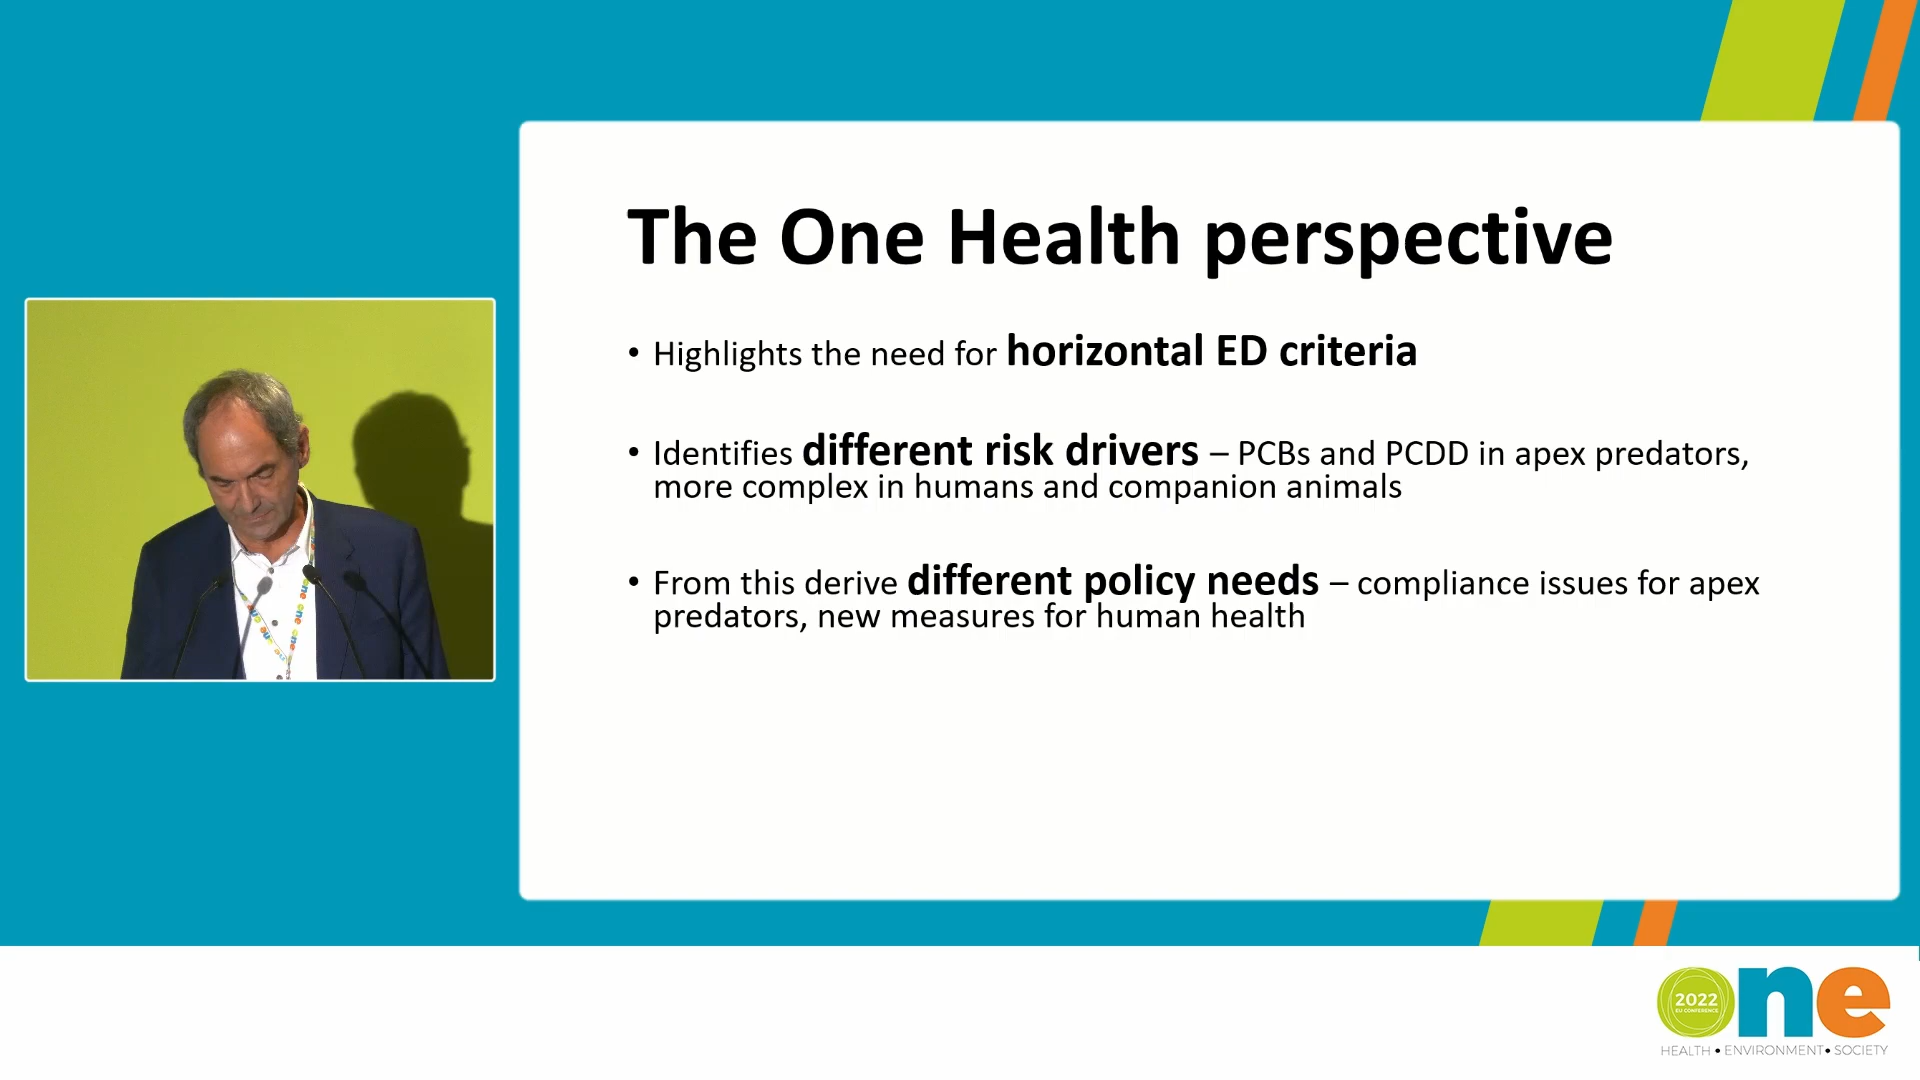 The One Health perspective
• Highlights the need for horizontal ED criteria
• Identifies different risk drivers – PCBs and PCDD in apex predators,
more complex in humans and companion animals
• From this derive different policy needs – compliance issues for apex
predators, new measures for human health
2022
EU CONFERENCE
one
HEALTH • ENVIRONMENT • SOCIETY